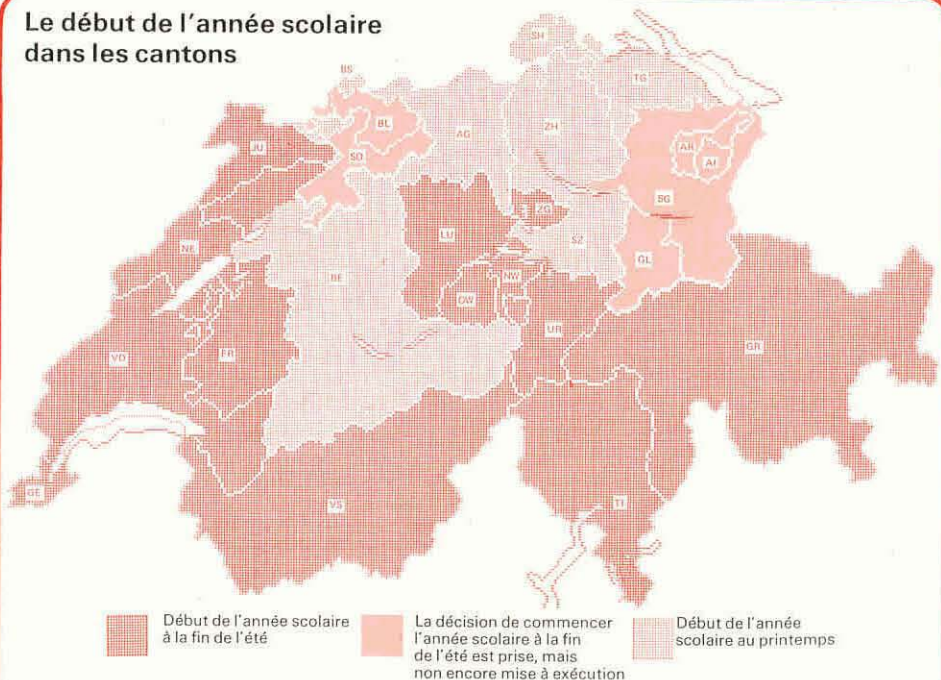 Le début de l'année scolaire
dans les cantons
SH
BS
TG
BL
JU
AG
ZH
SO
AR
AI
SG
ZG
LU
SZ
NE
GL
BE
NW
OW
UR
GR
VD
FR
GE
VS
TI
Début de l'année scolaire
à la fin de l'été
La décision de commencer
l'année scolaire à la fin
de l'été est prise, mais
non encore mise à exécution
Début de l'année
scolaire au printemps